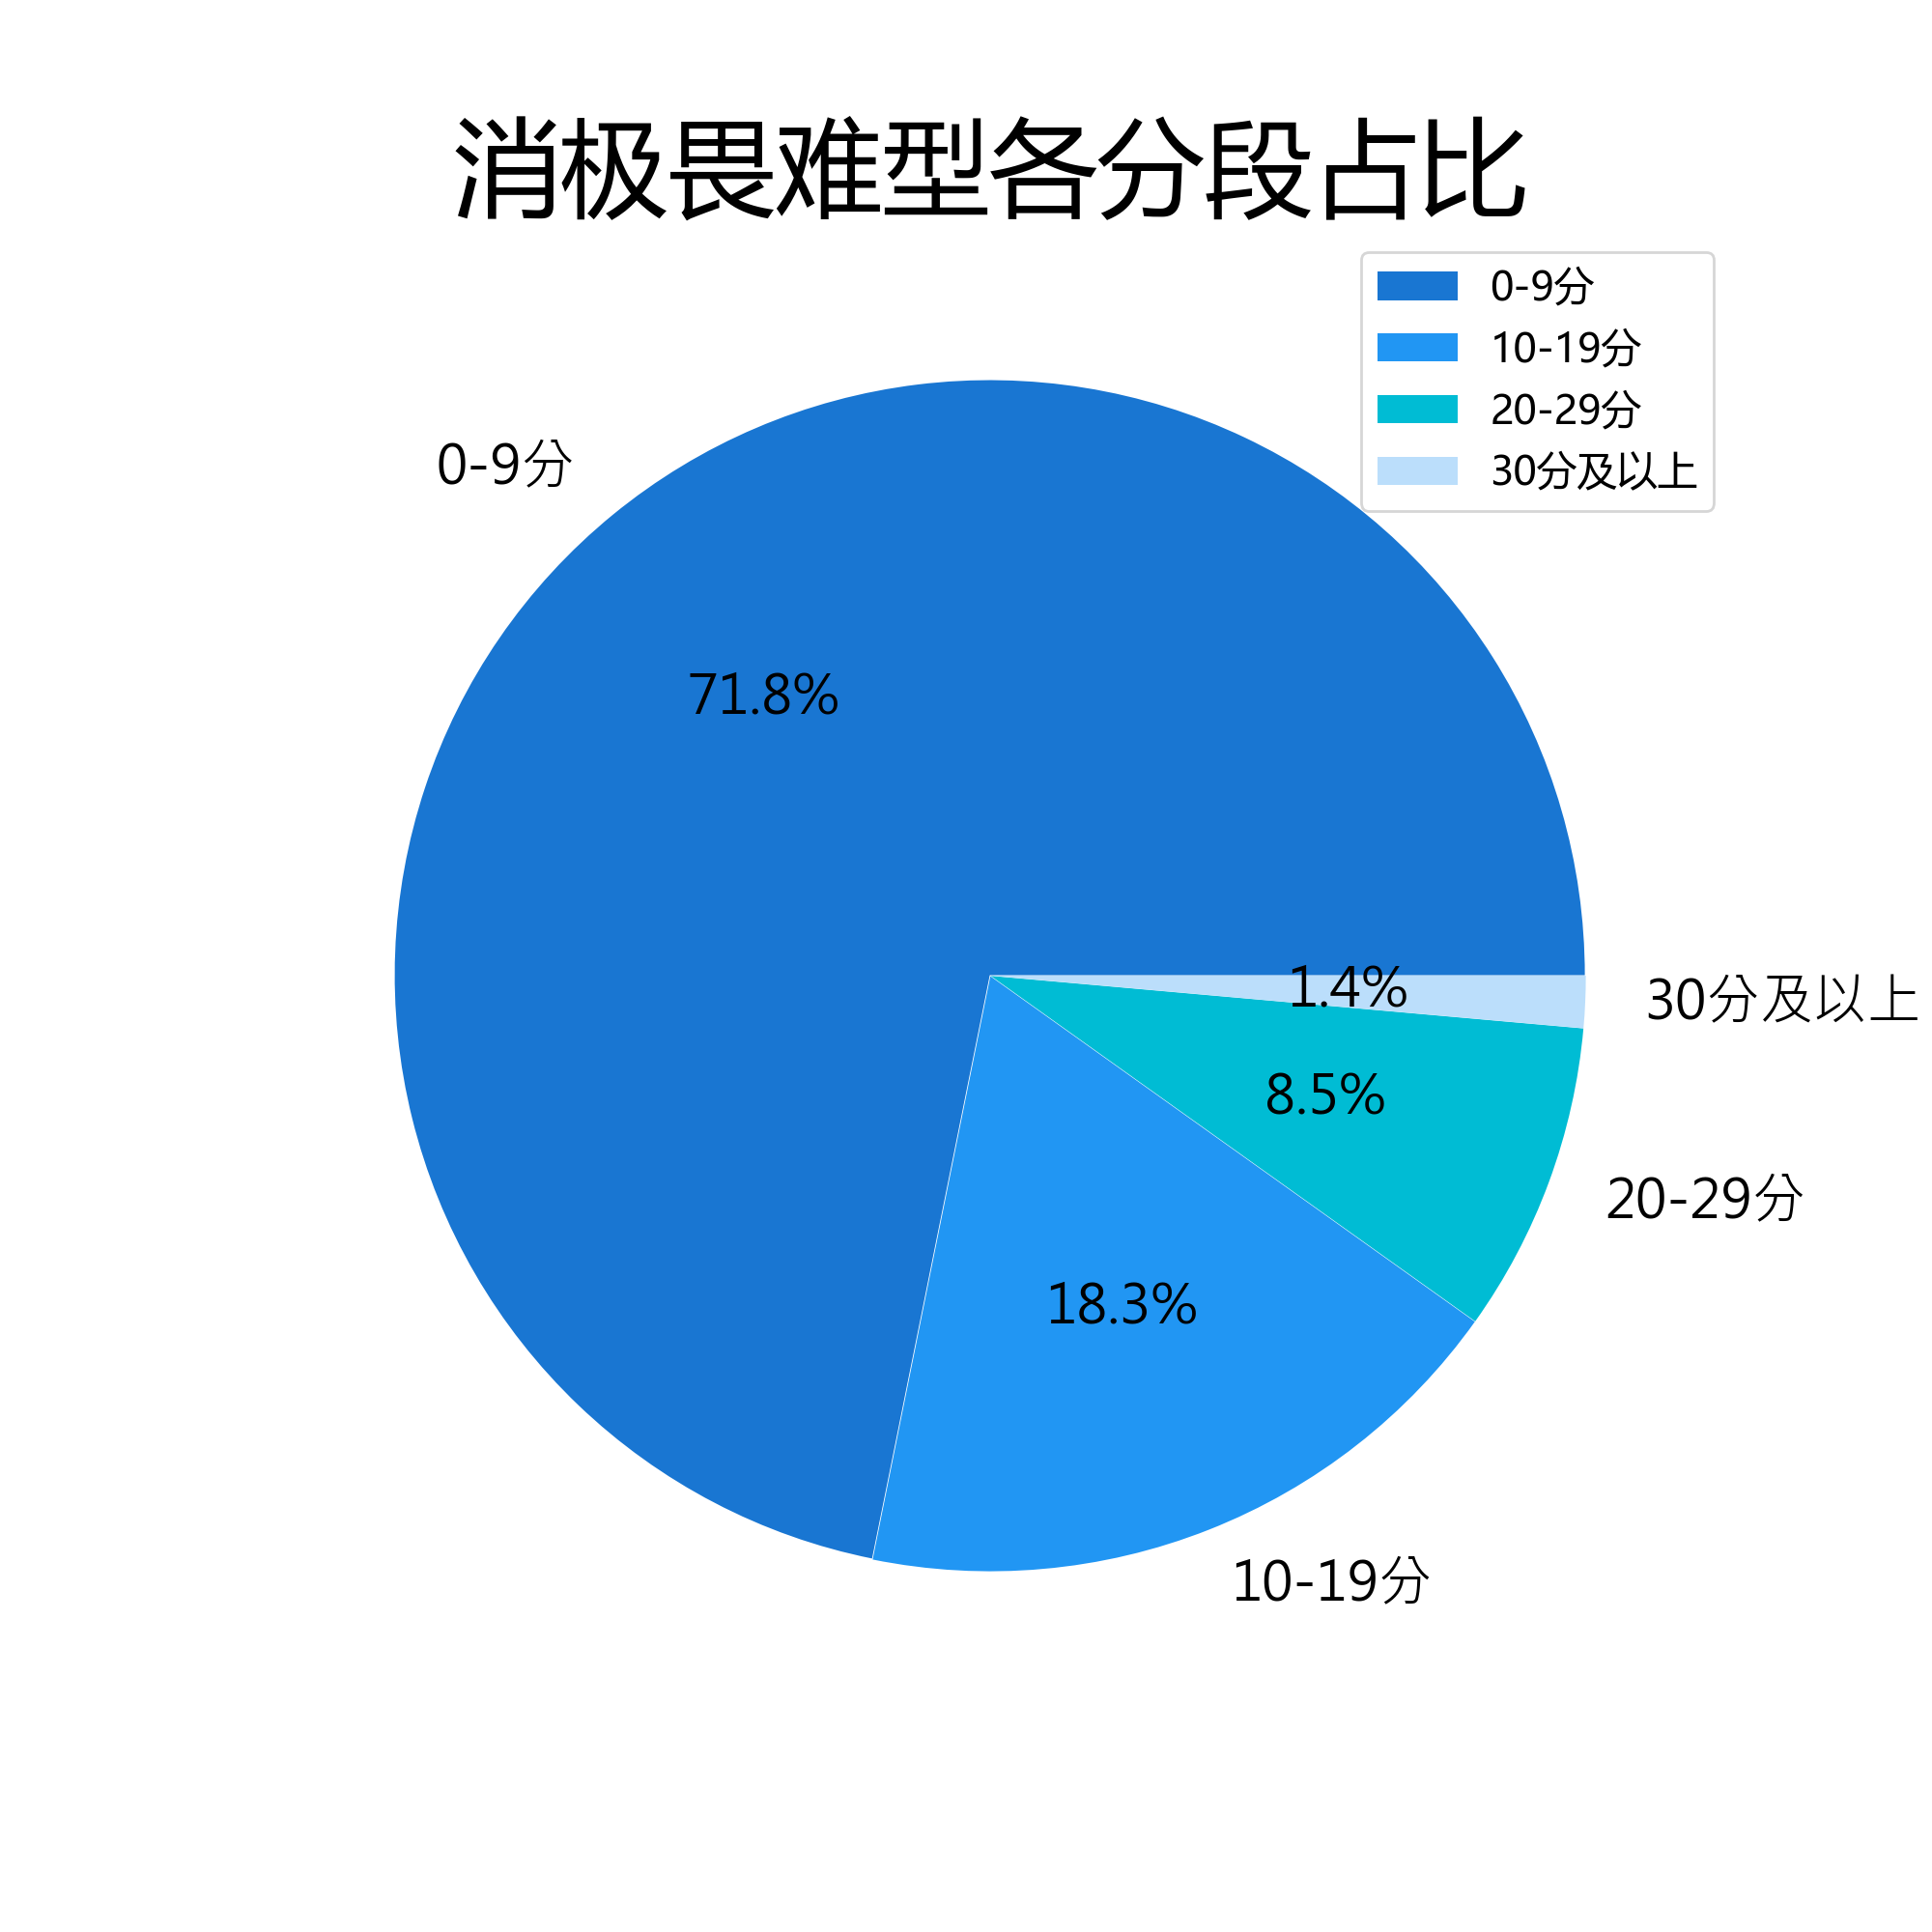 消极畏难型各分段占比
0-9分
10-19分
20-29分
30分及以上
0-9分
71.8%
1.4%
30分及以上
8.5%
20-29分
18.3%
10-19分